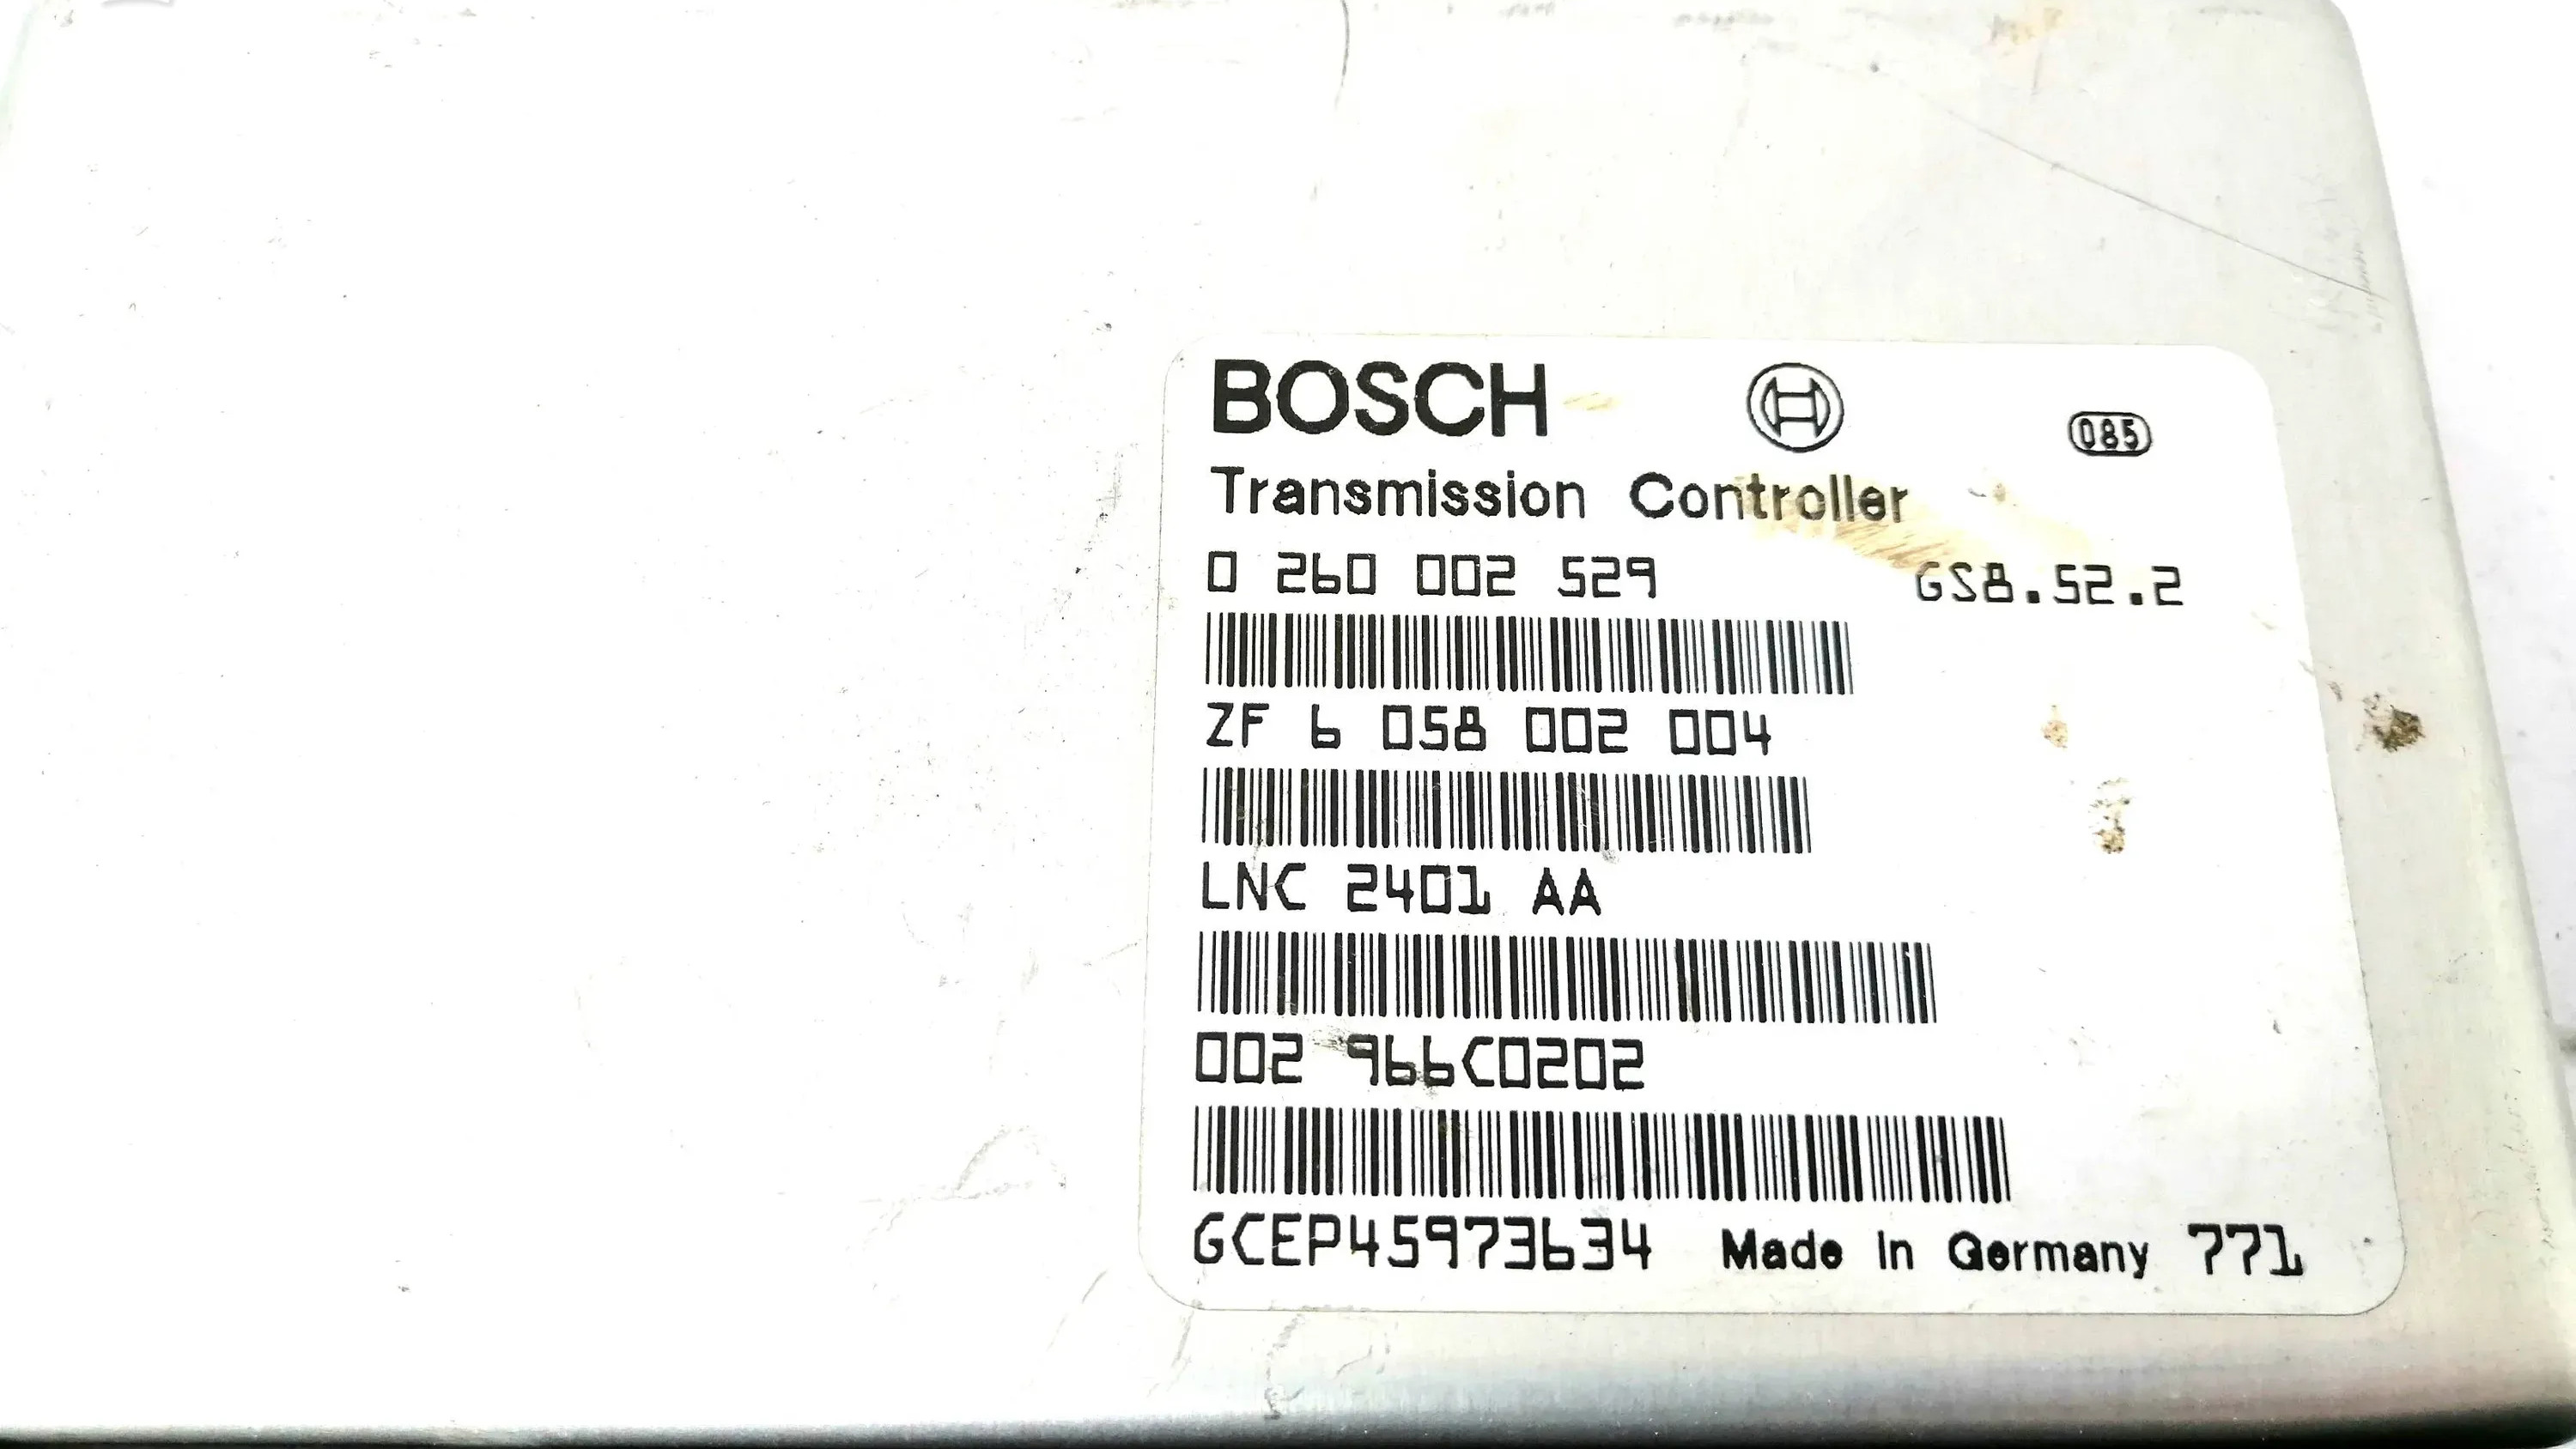 BOSCH
085
Transmission Controller
0 260 002 529 GS8.52.2
ZF 6 058 002 004
LNC 2401 AA
002 966C0202
GCEP45973634 Made in Germany 771